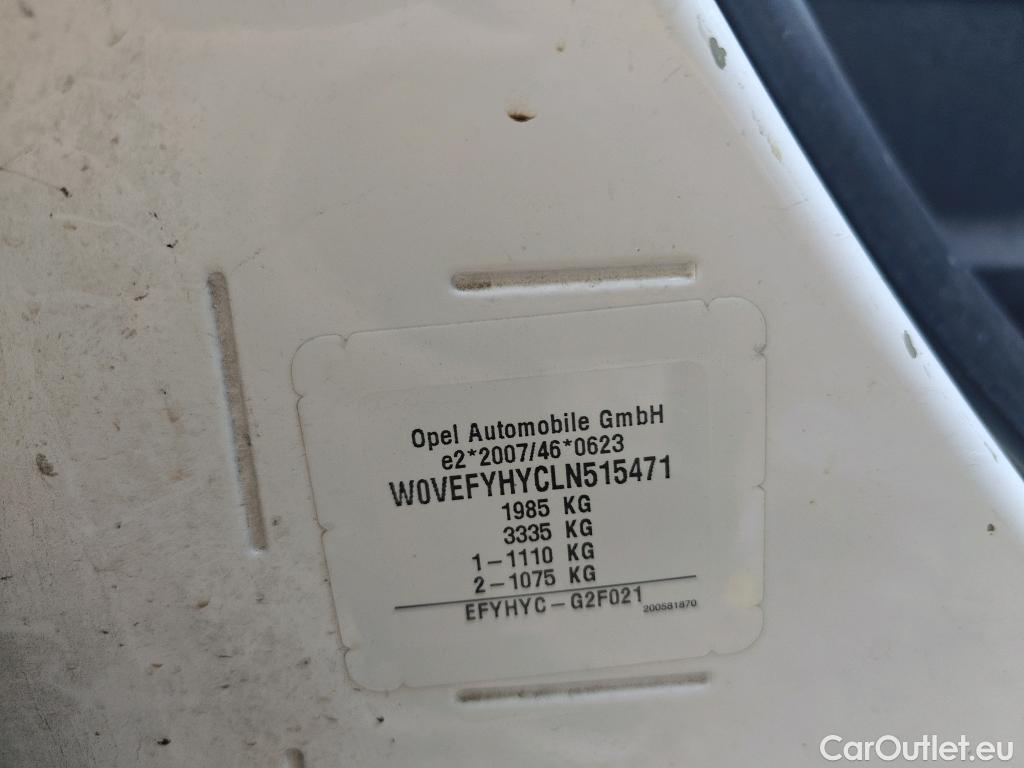 Opel Automobile GmbH
e2*2007/46*0623
W0VEFYHYCLN515471
1985 KG
3335 KG
1-1110 KG
2-1075 KG
EFYHYC-G2F021
200581870
CarOutlet.eu